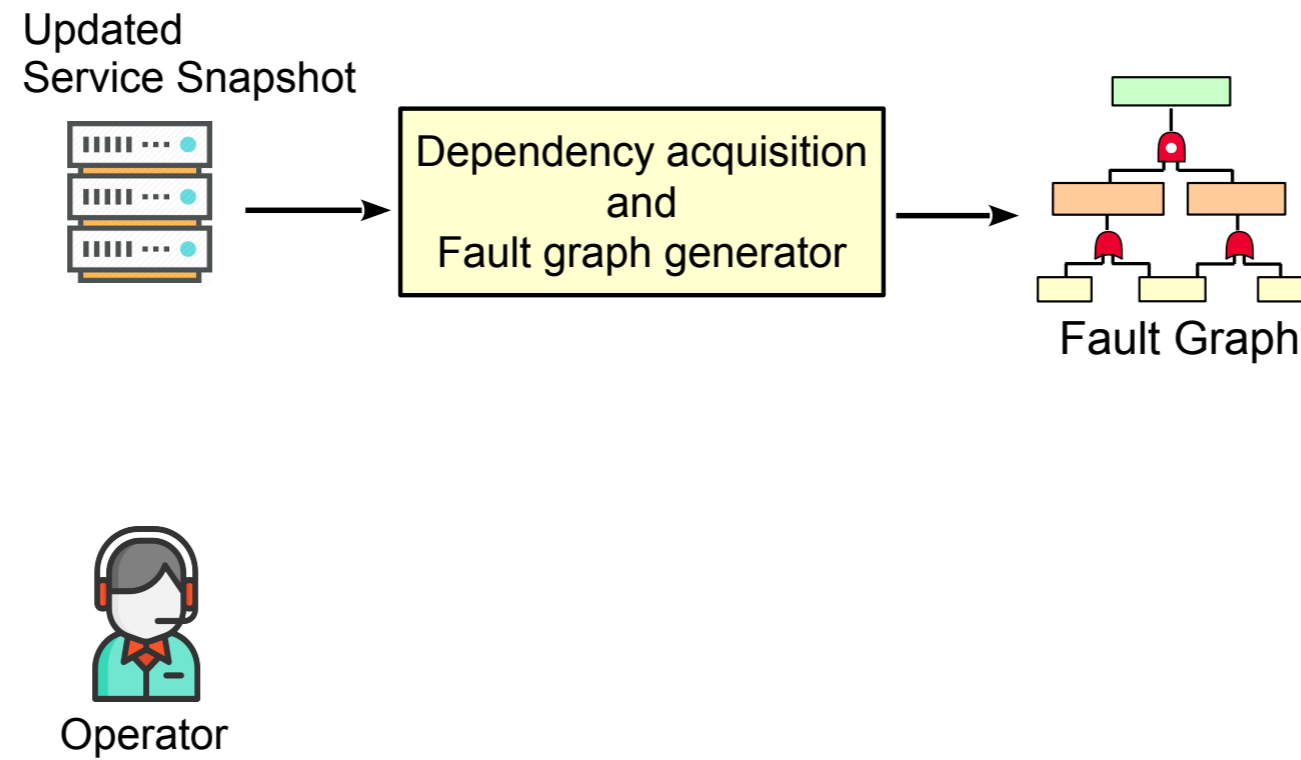 Updated
Service Snapshot
Dependency acquisition
and
Fault graph generator
Fault Graph
Operator